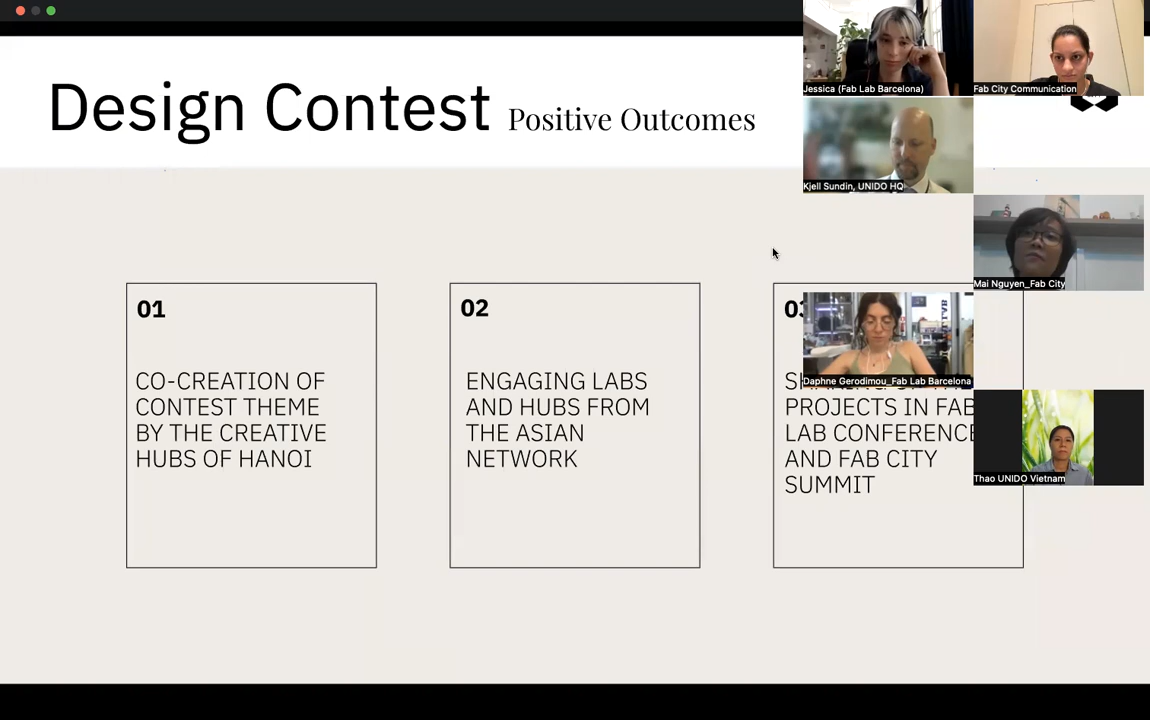 Design Contest Positive Outcomes
Jessica (Fab Lab Barcelona)
Fab City Communication
Kjell Sundin, UNIDO HQ
Mai Nguyen_Fab City
Daphne Gerodimou_Fab Lab Barcelona
Thao UNIDO Vietnam
01
CO-CREATION OF
CONTEST THEME
BY THE CREATIVE
HUBS OF HANOI
02
ENGAGING LABS
AND HUBS FROM
THE ASIAN
NETWORK
PROJECTS IN FAB
LAB CONFERENCE
AND FAB CITY
SUMMIT